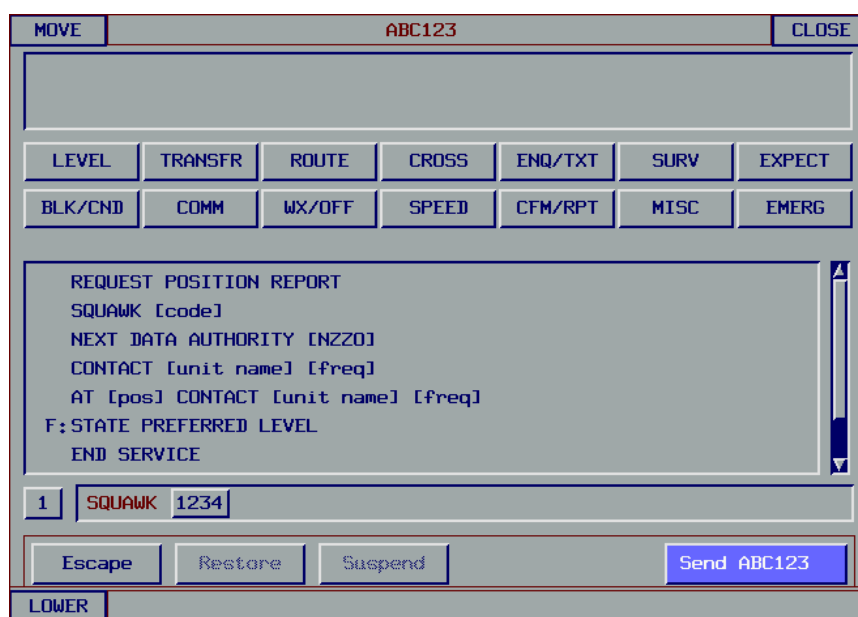 MOVE ABC123 CLOSE
LEVEL TRANSFR ROUTE CROSS ENQ/TXT SURV EXPECT
BLK/CND COMM WX/OFF SPEED CFM/RPT MISC EMERG
REQUEST POSITION REPORT
SQUAWK [code]
NEXT DATA AUTHORITY [NZZO]
CONTACT [unit name] [freq]
AT [pos] CONTACT [unit name] [freq]
F:STATE PREFERRED LEVEL
END SERVICE
1 SQUAWK 1234
Escape Restore Suspend Send ABC123
LOWER